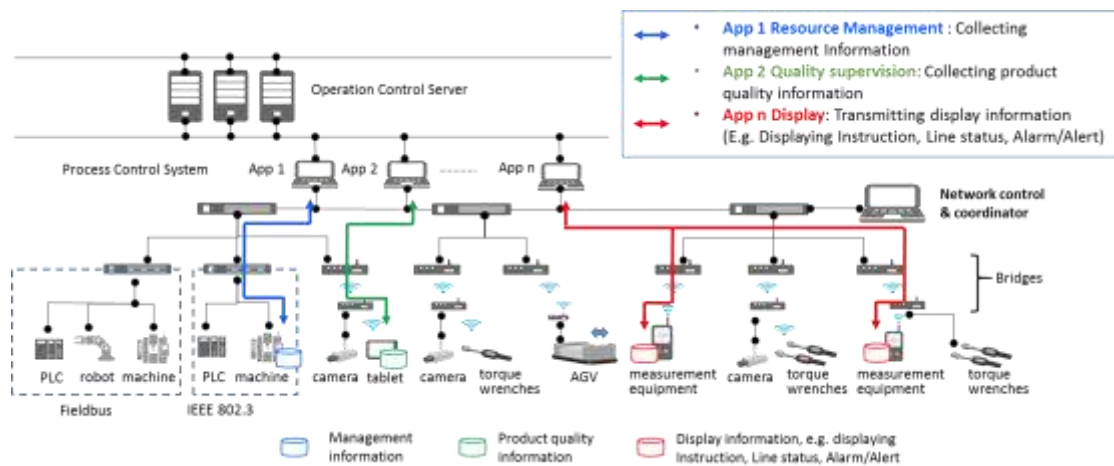 App 1 Resource Management : Collecting
management Information
App 2 Quality supervision: Collecting product
quality information
App n Display: Transmitting display information
(E.g. Displaying Instruction, Line status, Alarm/Alert)
Operation Control Server
Process Control System
App 1
App 2
App n
Network control
& coordinator
Bridges
PLC
robot
machine
PLC
machine
camera
tablet
camera
torque
wrenches
AGV
measurement
equipment
camera
torque
wrenches
measurement
equipment
torque
wrenches
Fieldbus
IEEE 802.3
Management
information
Product quality
information
Display information, e.g. displaying
Instruction, Line status, Alarm/Alert